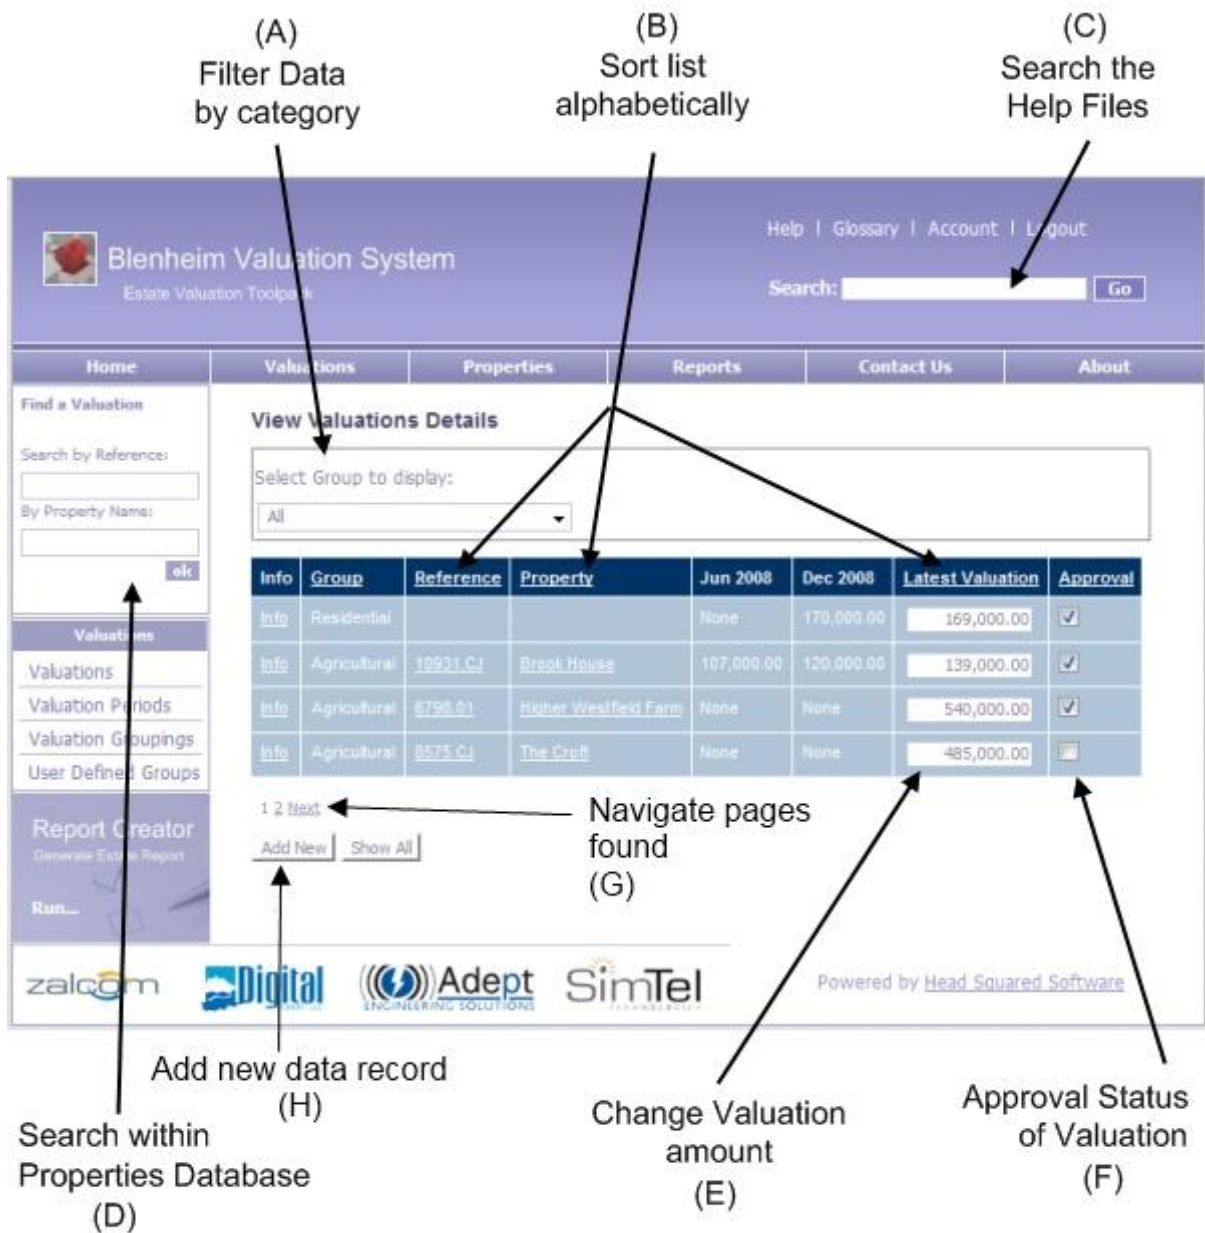 (A)
Filter Data
by category
(B)
Sort list
alphabetically
(C)
Search the
Help Files
Blenheim Valuation System
Estate Valuation Toolpack
Help | Glossary | Account | Logout
Search:
Go
Home
Valuations
Properties
Reports
Contact Us
About
Find a Valuation
Search by Reference:
By Property Name:
ok
Valuations
Valuations
Valuation Periods
Valuation Groupings
User Defined Groups
Report Creator
Generate Estate Report
Run...
View Valuations Details
Select Group to display:
All
Info Group Reference Property Jun 2008 Dec 2008 Latest Valuation Approval
Info Residential None 170,000.00 169,000.00
Info Agricultural 10931 CJ Brook House 107,000.00 120,000.00 139,000.00
Info Agricultural 6798.01 Higher Westfield Farm None None 540,000.00
Info Agricultural 8575 CJ The Croft None None 485,000.00
1 2 Next
Add New
Show All
Navigate pages
found
(G)
zalcom
Digital
Adept
ENGINEERING SOLUTIONS
SimTel
TECHNOLOGIES
Powered by Head Squared Software
Add new data record
(H)
Search within
Properties Database
(D)
Change Valuation
amount
(E)
Approval Status
of Valuation
(F)